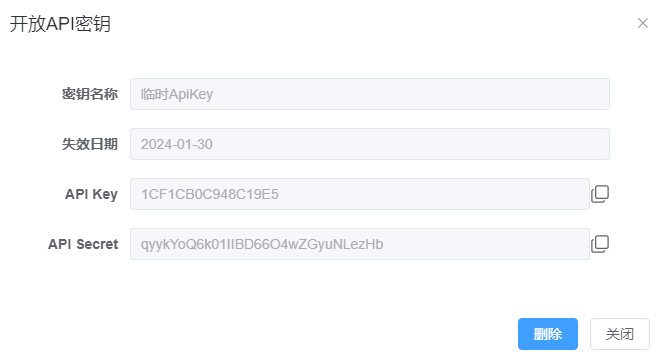 开放API密钥
密钥名称 临时ApiKey
失效日期 2024-01-30
API Key 1CF1CB0C948C19E5
API Secret qyykYoQ6k01IIBD66O4wZGyuNLezHb
删除 关闭